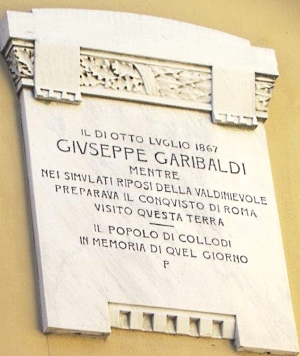 IL DI OTTO LVGLIO 1867
GIVSEPPE GARIBALDI
MENTRE
NEI SIMVLATI RIPOSI DELLA VALDINIEVOLE
PREPARAVA IL CONQVISTO DI ROMA
VISITO QVESTA TERRA
IL POPOLO DI COLLODI
IN MEMORIA DI QVEL GIORNO
P